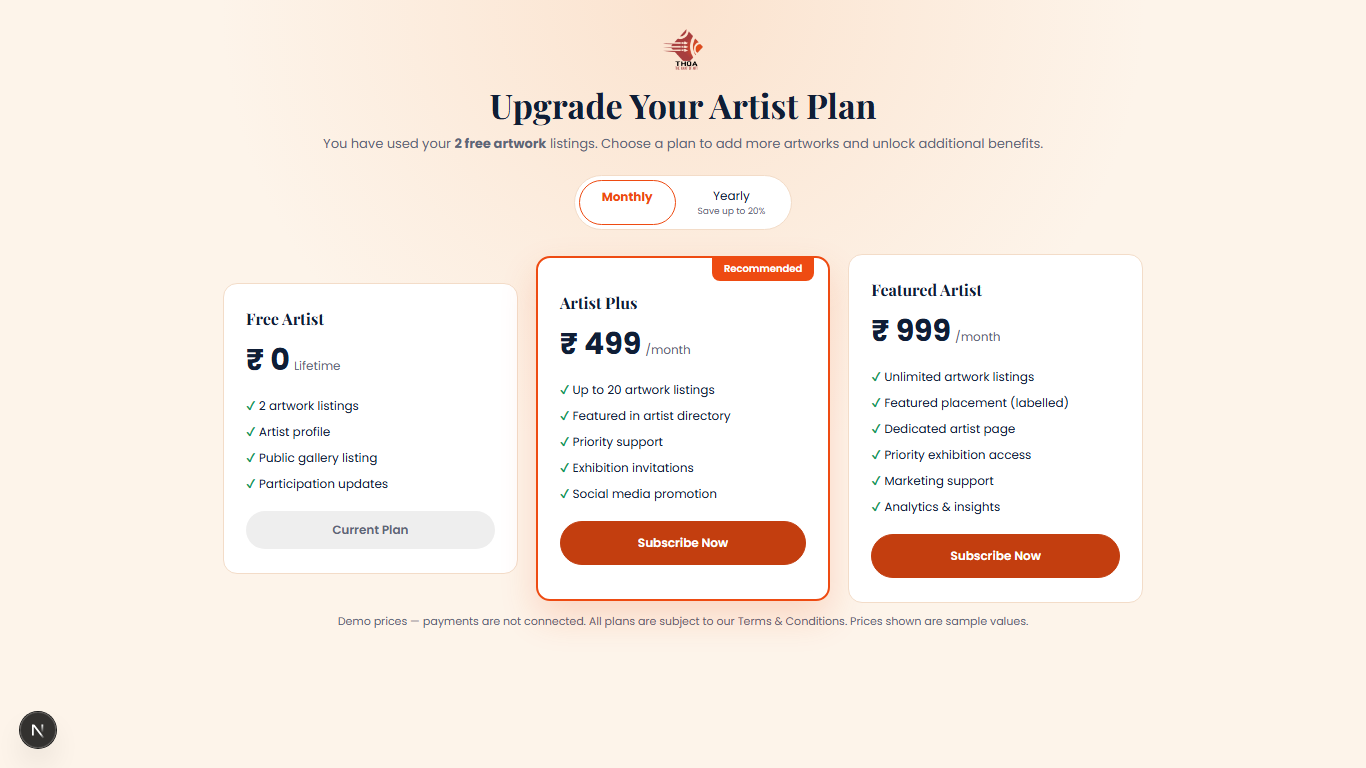 THOA
Upgrade Your Artist Plan
You have used your 2 free artwork listings. Choose a plan to add more artworks and unlock additional benefits.
Monthly
Yearly
Save up to 20%
Free Artist
₹ 0 Lifetime
✓ 2 artwork listings
✓ Artist profile
✓ Public gallery listing
✓ Participation updates
Current Plan
Recommended
Artist Plus
₹ 499 /month
✓ Up to 20 artwork listings
✓ Featured in artist directory
✓ Priority support
✓ Exhibition invitations
✓ Social media promotion
Subscribe Now
Featured Artist
₹ 999 /month
✓ Unlimited artwork listings
✓ Featured placement (labelled)
✓ Dedicated artist page
✓ Priority exhibition access
✓ Marketing support
✓ Analytics & insights
Subscribe Now
Demo prices — payments are not connected. All plans are subject to our Terms & Conditions. Prices shown are sample values.
N